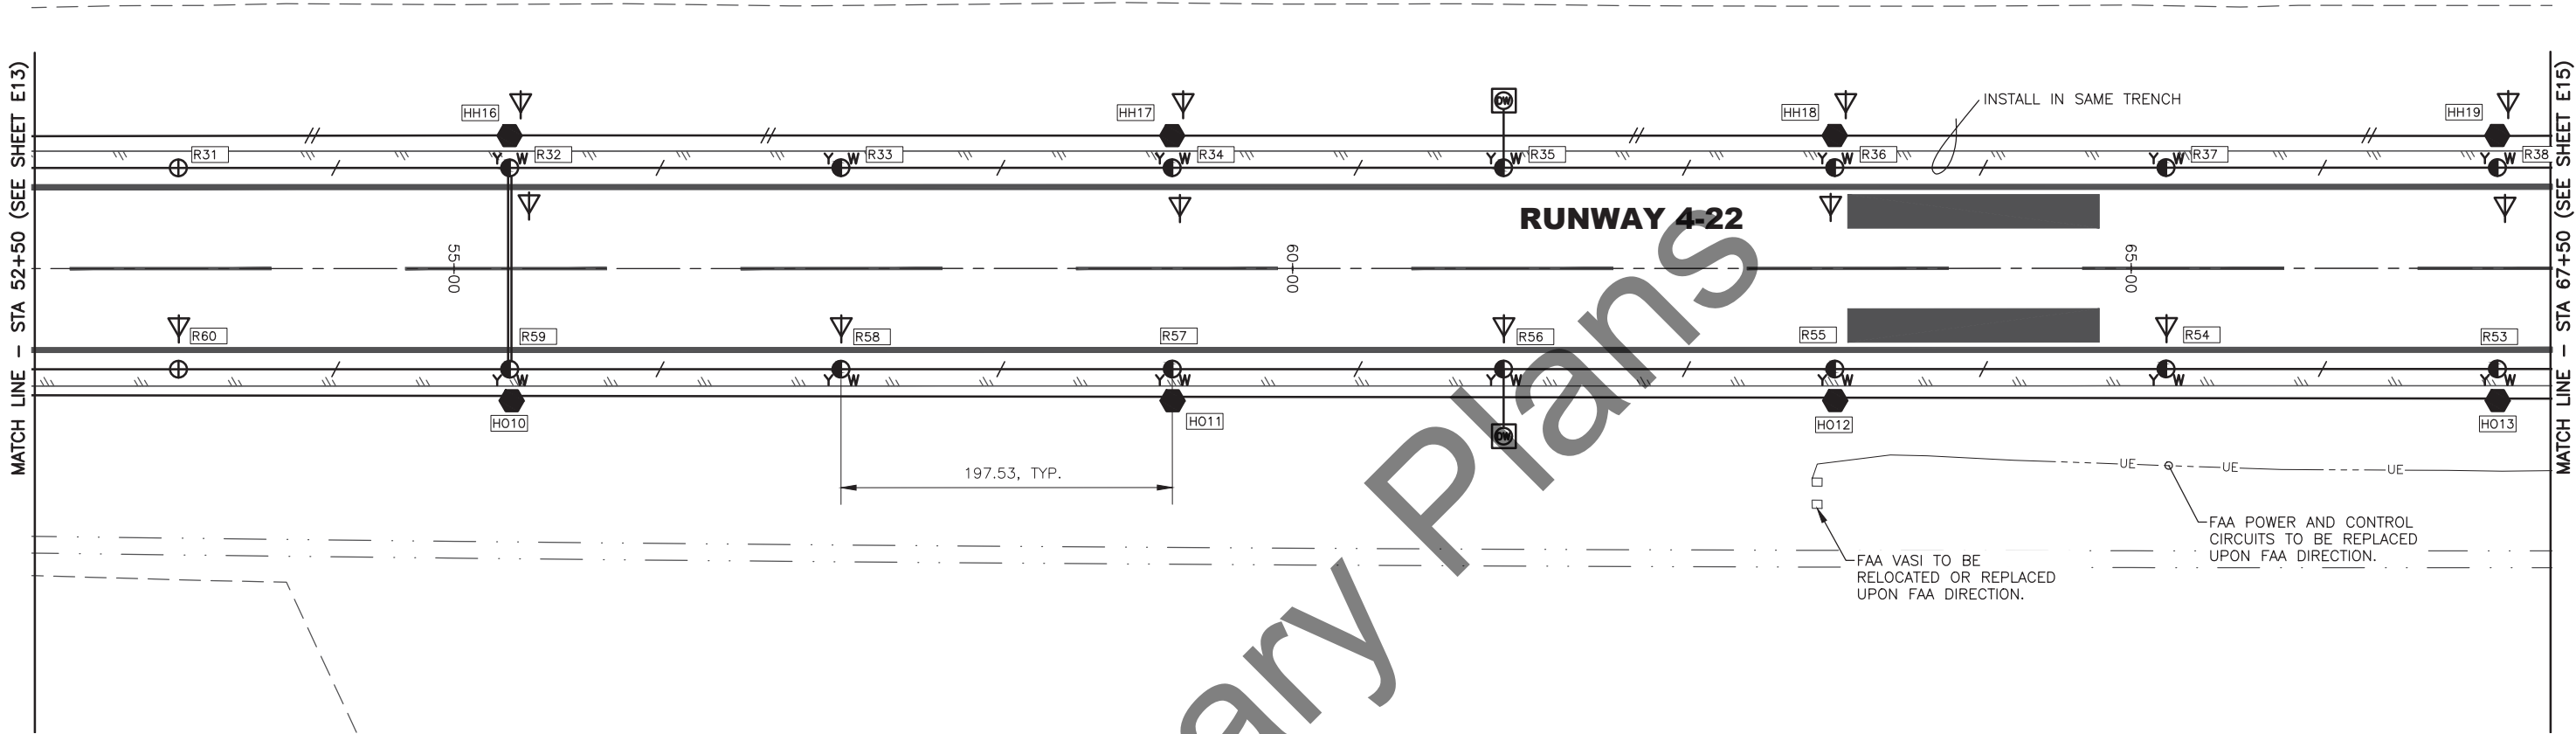 MATCH LINE - STA 52+50 (SEE SHEET E13)
HH16
HH17
DW
HH18
INSTALL IN SAME TRENCH
HH19
R31
Y W R32
Y W R33
Y W R34
Y W R35
Y W R36
Y W R37
Y W R38
RUNWAY 4-22
55+00
60+00
65+00
R60
R59
R58
R57
R56
R55
R54
R53
Y W
Y W
Y W
Y W
Y W
Y W
Y W
HO10
HO11
DW
HO12
HO13
197.53, TYP.
UE
UE
UE
FAA POWER AND CONTROL
CIRCUITS TO BE REPLACED
UPON FAA DIRECTION.
FAA VASI TO BE
RELOCATED OR REPLACED
UPON FAA DIRECTION.
MATCH LINE - STA 67+50 (SEE SHEET E15)
ary Plans